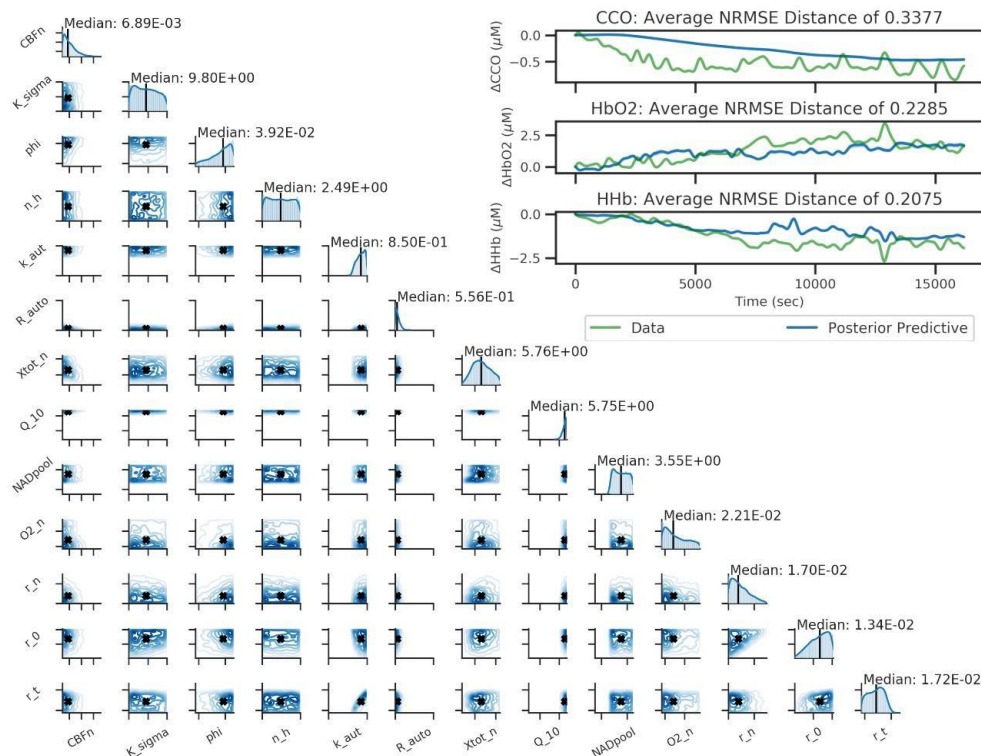 CBFn
Median: 6.89E-03
K_sigma
Median: 9.80E+00
phi
Median: 3.92E-02
n_h
Median: 2.49E+00
k_aut
Median: 8.50E-01
R_auto
Median: 5.56E-01
Xtot_n
Median: 5.76E+00
Q_10
Median: 5.75E+00
NADpool
Median: 3.55E+00
O2_n
Median: 2.21E-02
r_n
Median: 1.70E-02
r_0
Median: 1.34E-02
r_t
Median: 1.72E-02
CBFn K_sigma phi n_h k_aut R_auto Xtot_n Q_10 NADpool O2_n r_n r_0 r_t
CCO: Average NRMSE Distance of 0.3377
ΔCCO (μM)
0.0
−0.5
HbO2: Average NRMSE Distance of 0.2285
ΔHbO2 (μM)
2.5
0.0
HHb: Average NRMSE Distance of 0.2075
ΔHHb (μM)
0.0
−2.5
0 5000 10000 15000
Time (sec)
Data Posterior Predictive